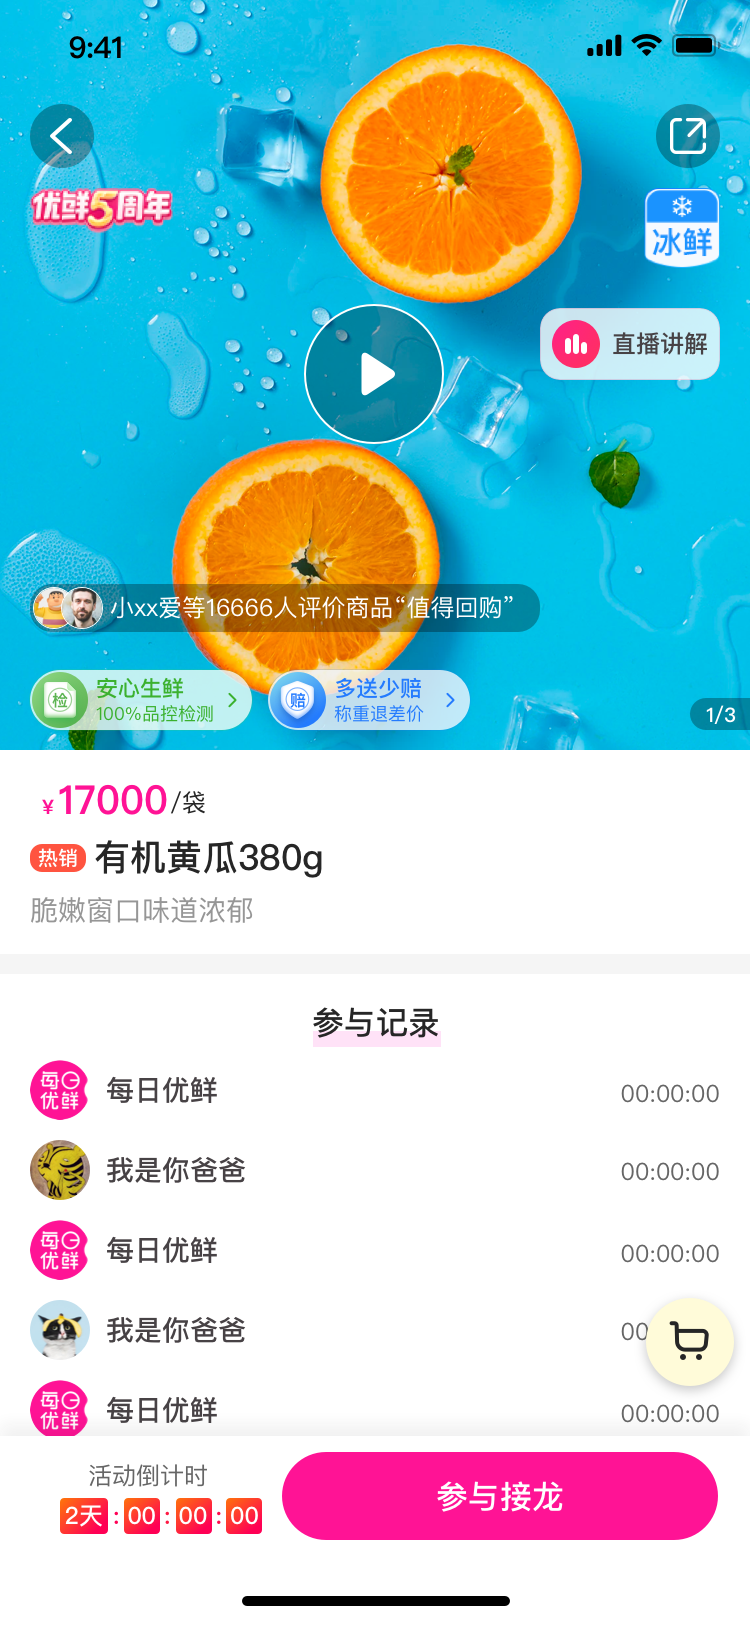 9:41
优鲜5周年
冰鲜
直播讲解
小xx爱等16666人评价商品“值得回购”
检
安心生鲜
100%品控检测
赔
多送少赔
称重退差价
1/3
¥17000/袋
热销 有机黄瓜380g
脆嫩窗口味道浓郁
参与记录
每日优鲜
每日优鲜 00:00:00
我是你爸爸 00:00:00
每日优鲜
每日优鲜 00:00:00
我是你爸爸 00
每日优鲜
每日优鲜 00:00:00
活动倒计时
2天:00:00:00
参与接龙